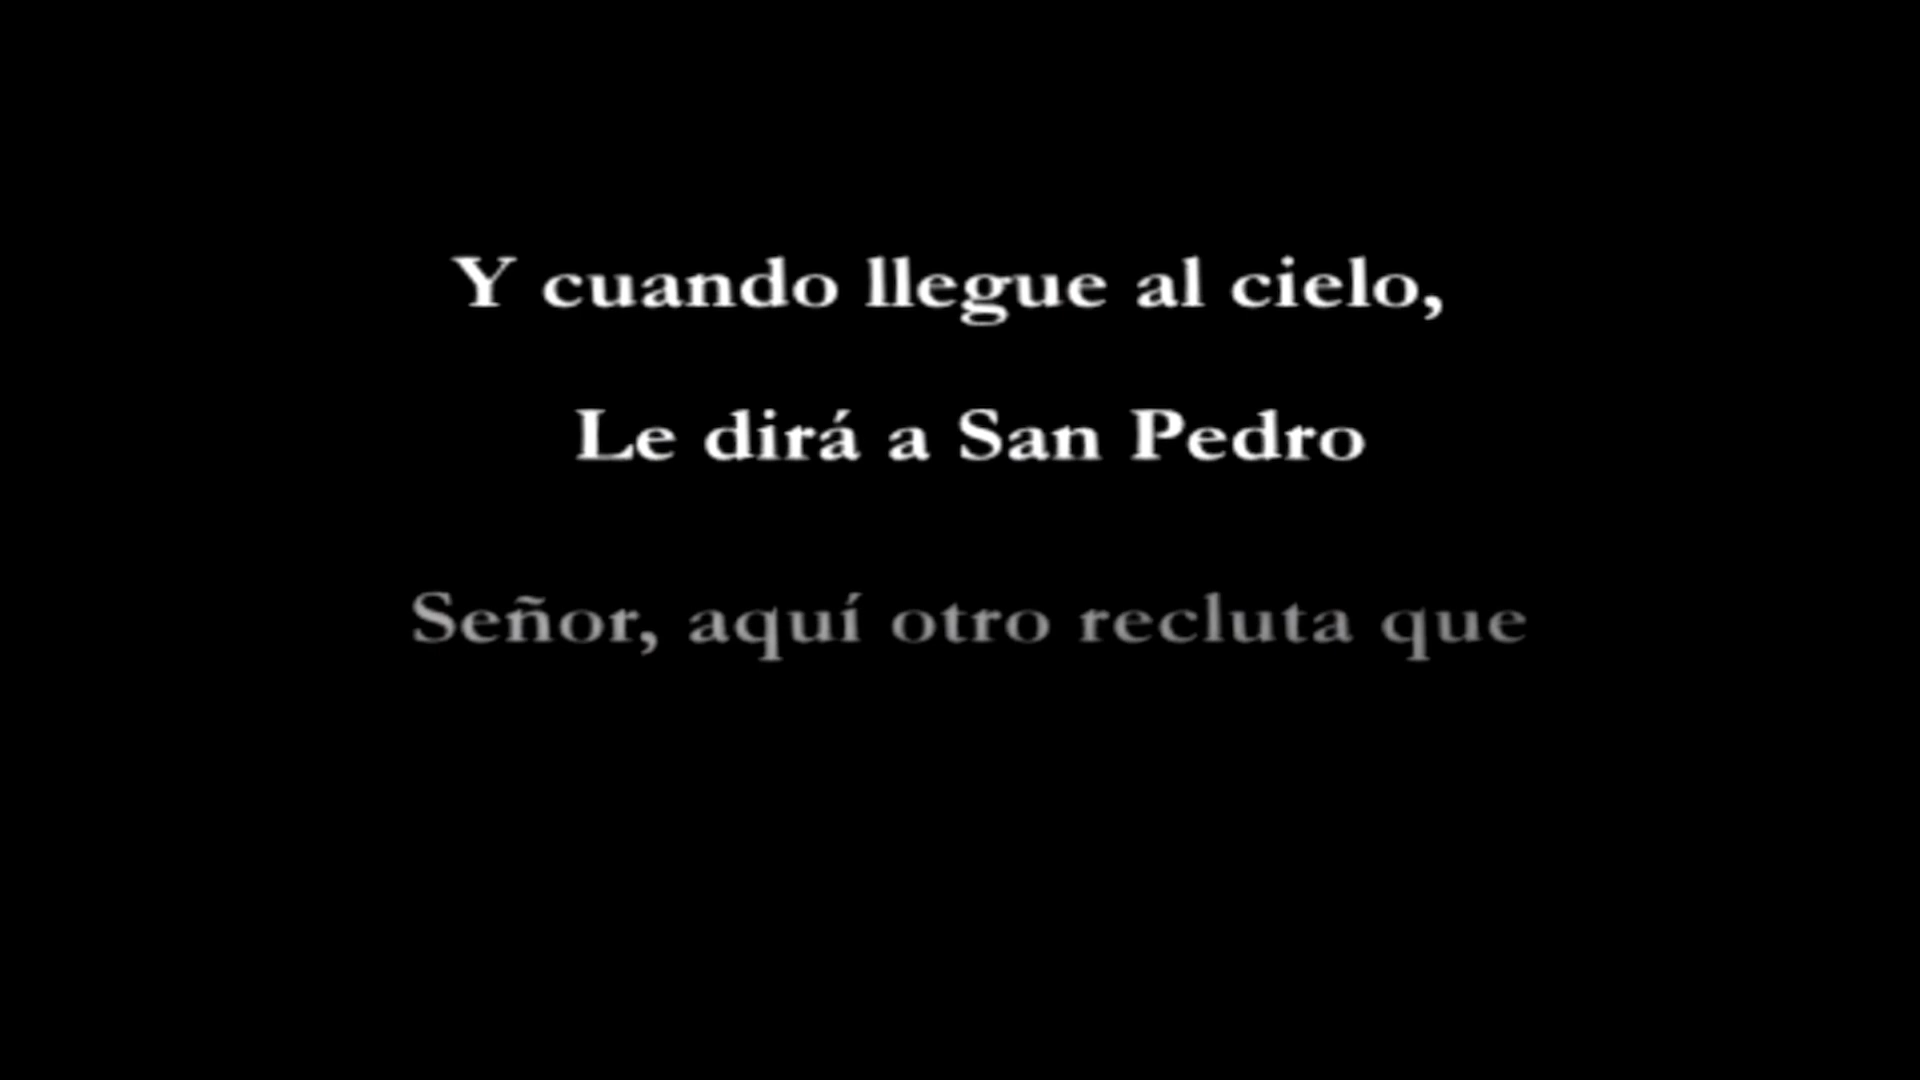 Y cuando llegue al cielo,
Le dirá a San Pedro
Señor, aquí otro recluta que